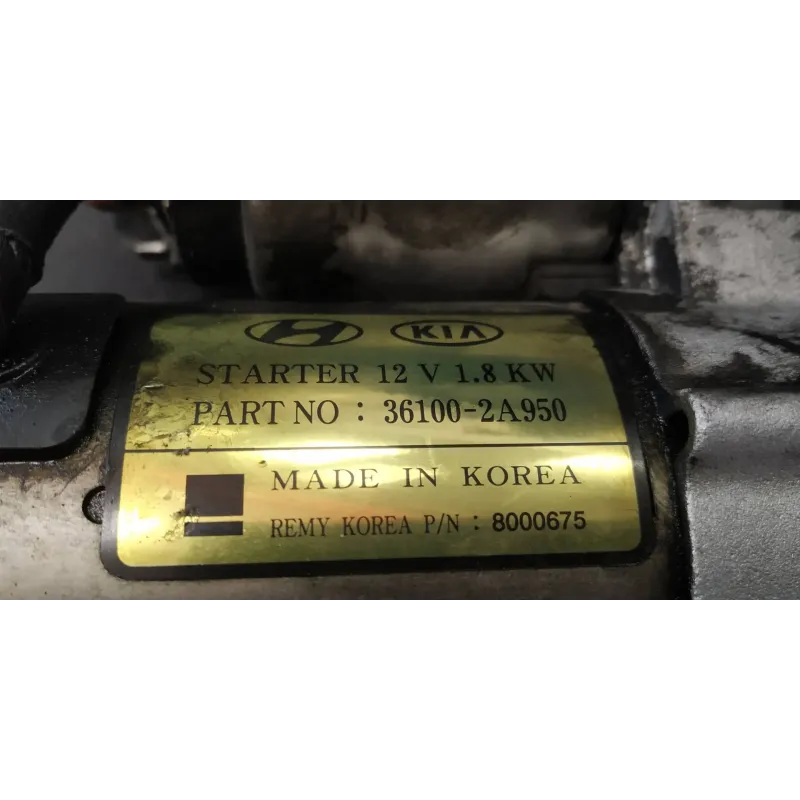 KIA
STARTER 12 V 1.8 KW
PART NO : 36100-2A950
MADE IN KOREA
REMY KOREA P/N : 8000675